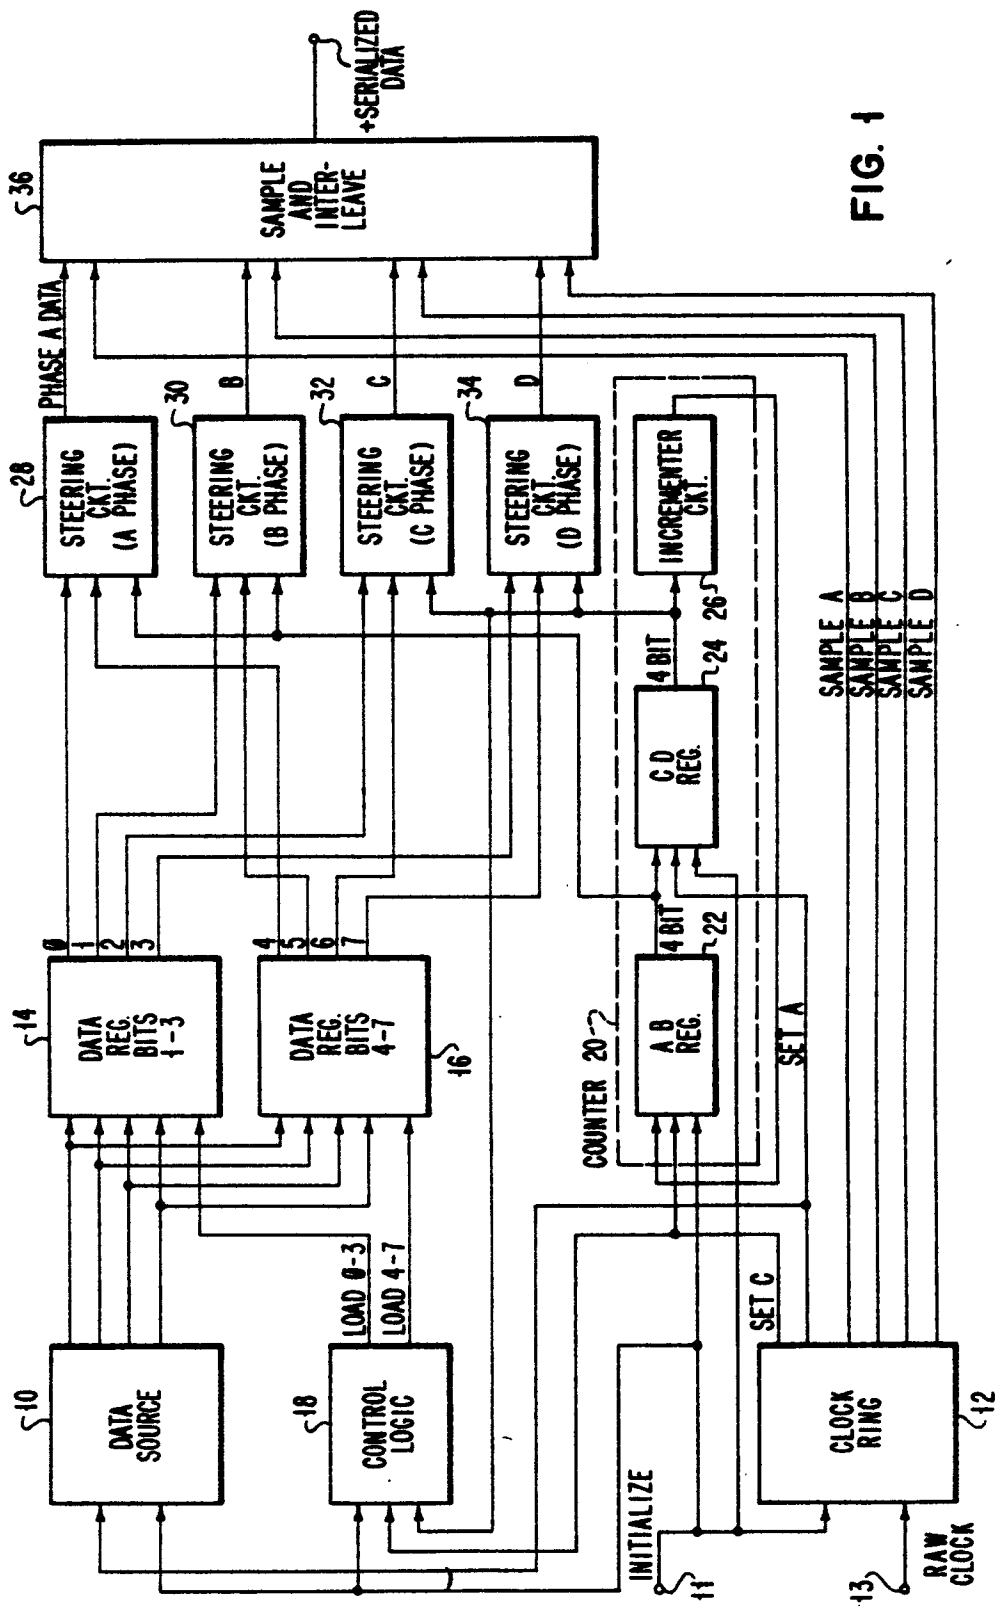 10
DATA
SOURCE
14
DATA
REG.
BITS
1-3
0
1
2
3
28
STEERING
CKT.
(A PHASE)
PHASE A DATA
36
SAMPLE
AND
INTER-
LEAVE
+SERIALIZED
DATA
30
STEERING
CKT.
(B PHASE)
B
18
CONTROL
LOGIC
LOAD 0-3
LOAD 4-7
DATA
REG.
BITS
4-7
16
4
5
6
7
32
STEERING
CKT.
(C PHASE)
C
34
STEERING
CKT.
(D PHASE)
D
COUNTER 20
A B
REG.
22
4 BIT
C D
REG.
24
4 BIT
INCREMENTER
CKT.
26
INITIALIZE
11
SET C
SET A
CLOCK
RING
12
13
RAW
CLOCK
SAMPLE A
SAMPLE B
SAMPLE C
SAMPLE D
FIG. 1